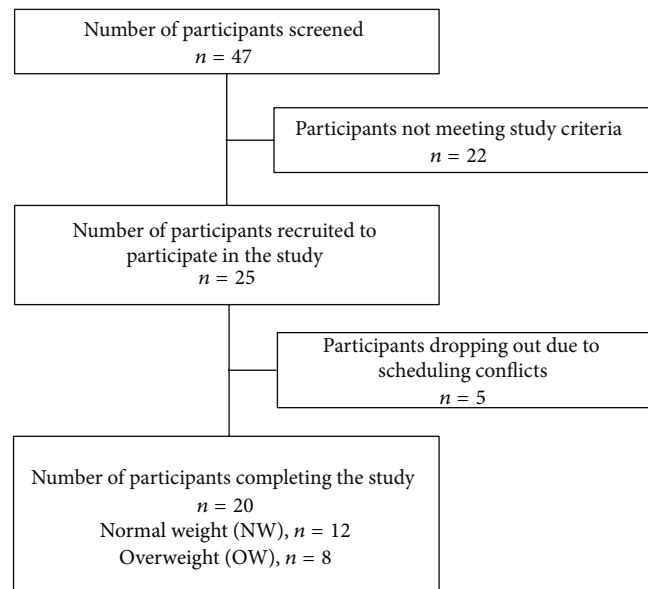 Number of participants screened
n = 47
Participants not meeting study criteria
n = 22
Number of participants recruited to
participate in the study
n = 25
Participants dropping out due to
scheduling conflicts
n = 5
Number of participants completing the study
n = 20
Normal weight (NW), n = 12
Overweight (OW), n = 8